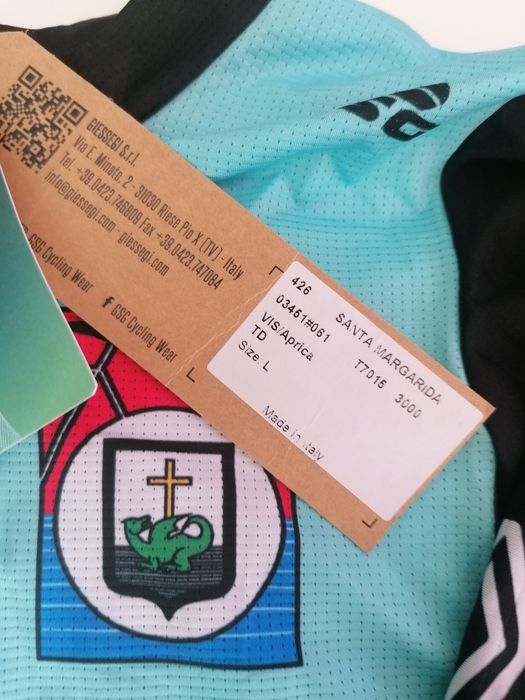 GIESSEGI S.r.l.
Via E. Minato, 2 - 31030 Riese Pio X (TV) - Italy
Tel. +39.0423.746809 Fax +39.0423.747084
info@giessegi.com - giessegi.com
GSG Cycling Wear
GSG Cycling Wear
426 SANTA MARGARIDA
03461#061 T7015 3000
VIS/Aprica
TD
Size: L
Made in Italy